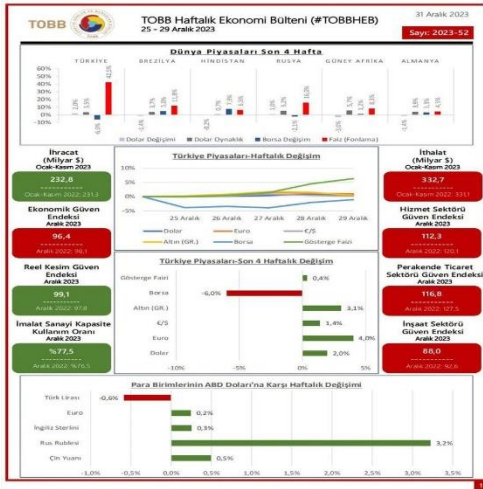 31 Aralık 2023
TOBB
TOBB Haftalık Ekonomi Bülteni (#TOBBHEB)
25 – 29 Aralık 2023
Sayı: 2023-52
Dünya Piyasaları Son 4 Hafta
TÜRKİYE BREZİLYA HİNDİSTAN RUSYA GÜNEY AFRİKA ALMANYA
60%
50%
40%
30%
20%
10%
0%
-10%
Dolar Değişimi Dolar Oynaklık Borsa Değişim Faiz (Fonlama)
İhracat
(Milyar $)
Ocak-Kasım 2023
232,8
Ocak-Kasım 2022: 231,3
Ekonomik Güven
Endeksi
Aralık 2023
96,4
Reel Kesim Güven
Endeksi
Aralık 2023
99,1
Aralık 2022: 97,8
İmalat Sanayi Kapasite
Kullanım Oranı
Aralık 2023
%77,5
Aralık 2022: %76,5
Türkiye Piyasaları-Haftalık Değişim
10%
5%
0%
-5%
25 Aralık 26 Aralık 27 Aralık 28 Aralık 29 Aralık
Dolar Euro €/$
Altın (GR.) Borsa Gösterge Faizi
Türkiye Piyasaları-Son 4 Hafta Değişim
Gösterge Faizi 0,4%
Borsa -6,0%
Altın (GR.) 3,1%
€/$ 1,4%
Euro 4,0%
Dolar 2,0%
-10% -5% 0% 5%
İthalat
(Milyar $)
Ocak-Kasım 2023
332,7
Ocak-Kasım 2022: 331,1
Hizmet Sektörü
Güven Endeksi
Aralık 2023
112,3
Aralık 2022: 120,1
Perakende Ticaret
Sektörü Güven Endeksi
Aralık 2023
116,8
Aralık 2022: 127,5
İnşaat Sektörü
Güven Endeksi
Aralık 2023
88,0
Aralık 2022: 92,6
Para Birimlerinin ABD Doları'na Karşı Haftalık Değişimi
Türk Lirası -0,6%
Euro 0,2%
İngiliz Sterlini 0,3%
Rus Rublesi 3,2%
Çin Yuanı 0,5%
-1,0% -0,5% 0,0% 0,5% 1,0% 1,5% 2,0% 2,5% 3,0% 3,5%
1